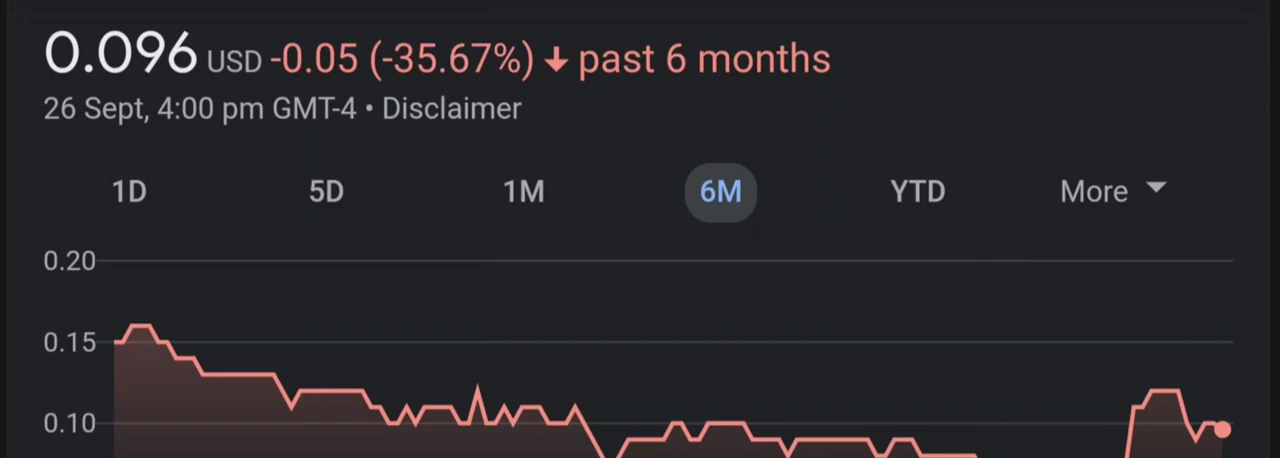 0.096 USD -0.05 (-35.67%) ↓ past 6 months
26 Sept, 4:00 pm GMT-4 • Disclaimer
1D 5D 1M 6M YTD More
0.20
0.15
0.10